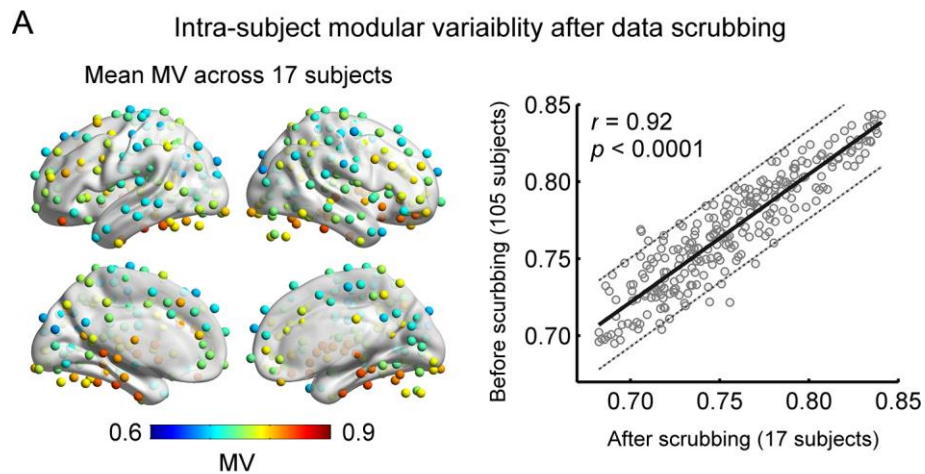 A
Intra-subject modular variaiblity after data scrubbing
Mean MV across 17 subjects
0.6
0.9
MV
Before scurbbing (105 subjects)
0.85
0.80
0.75
0.70
r = 0.92
p < 0.0001
0.70
0.75
0.80
0.85
After scrubbing (17 subjects)